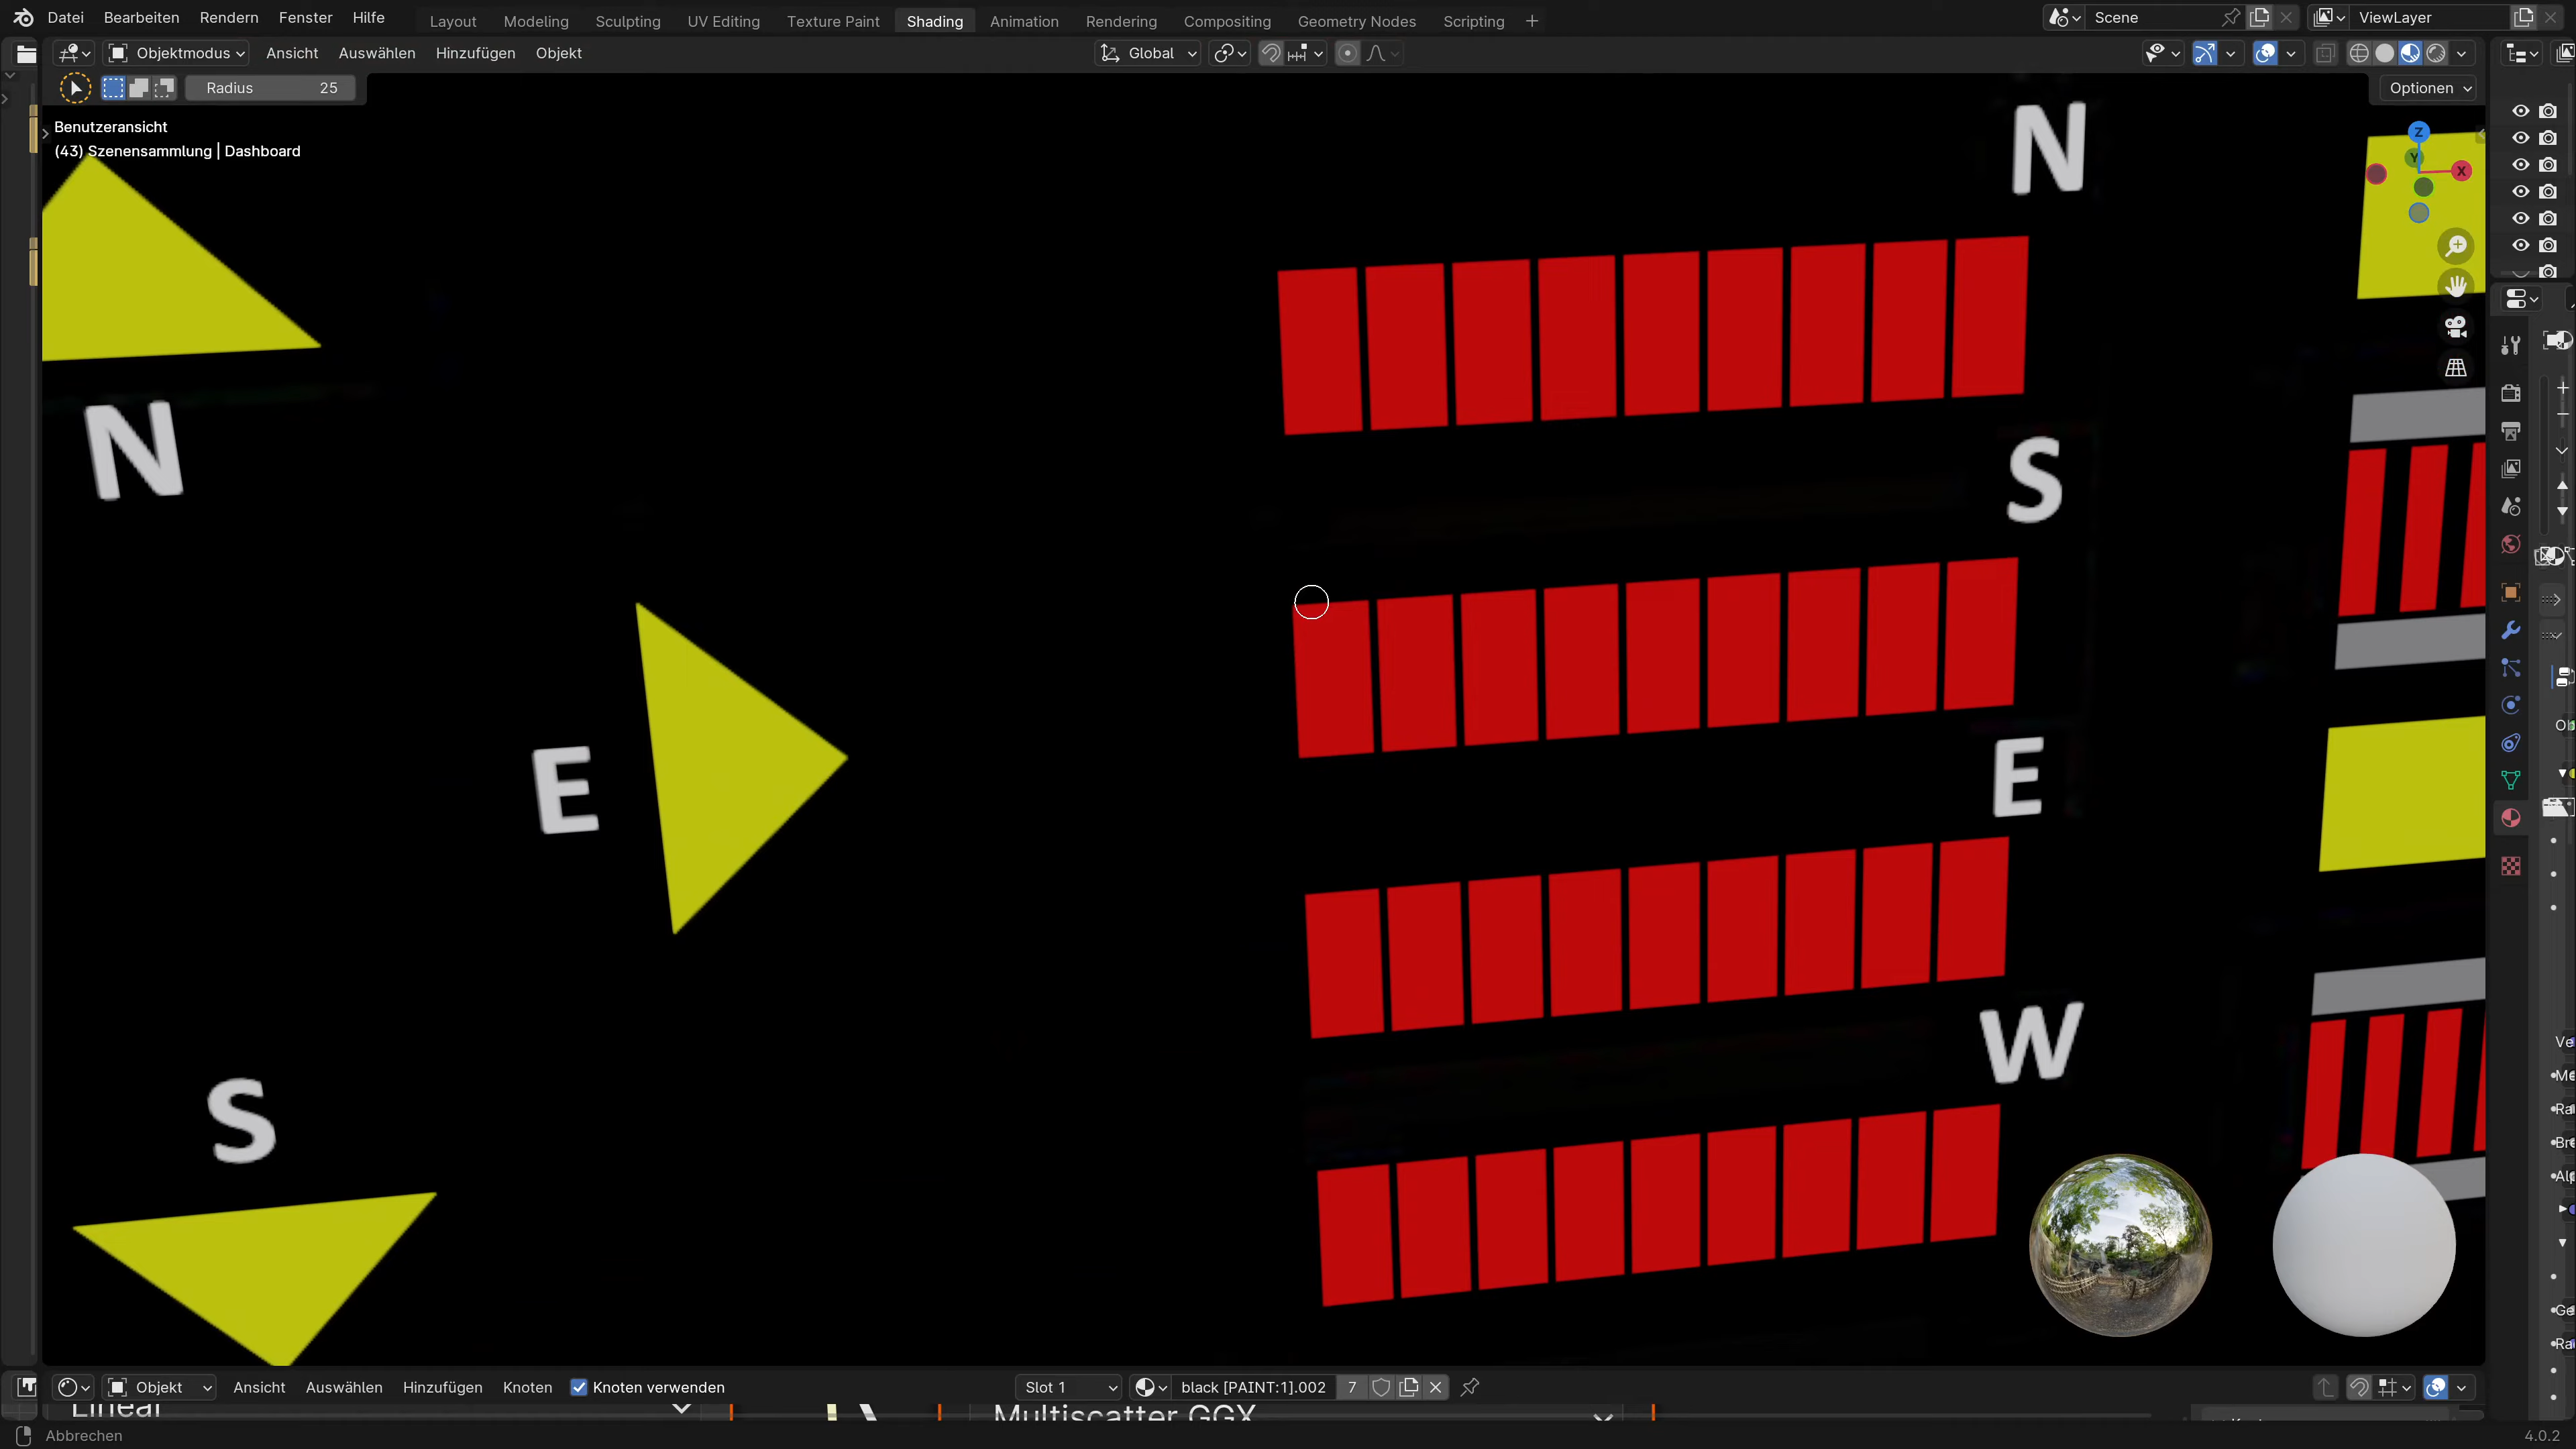 Datei Bearbeiten Rendern Fenster Hilfe Layout Modeling Sculpting UV Editing Texture Paint Shading Animation Rendering Compositing Geometry Nodes Scripting + Scene ViewLayer
Objektmodus Ansicht Auswählen Hinzufügen Objekt Global
Radius 25 Optionen
Benutzeransicht
(43) Szenensammlung | Dashboard
N
Z
Y
X
N
S
E
E
W
S
Objekt Ansicht Auswählen Hinzufügen Knoten Knoten verwenden Slot 1 black [PAINT:1].002 7
Linear Multiscatter GGX
Abbrechen 4.0.2